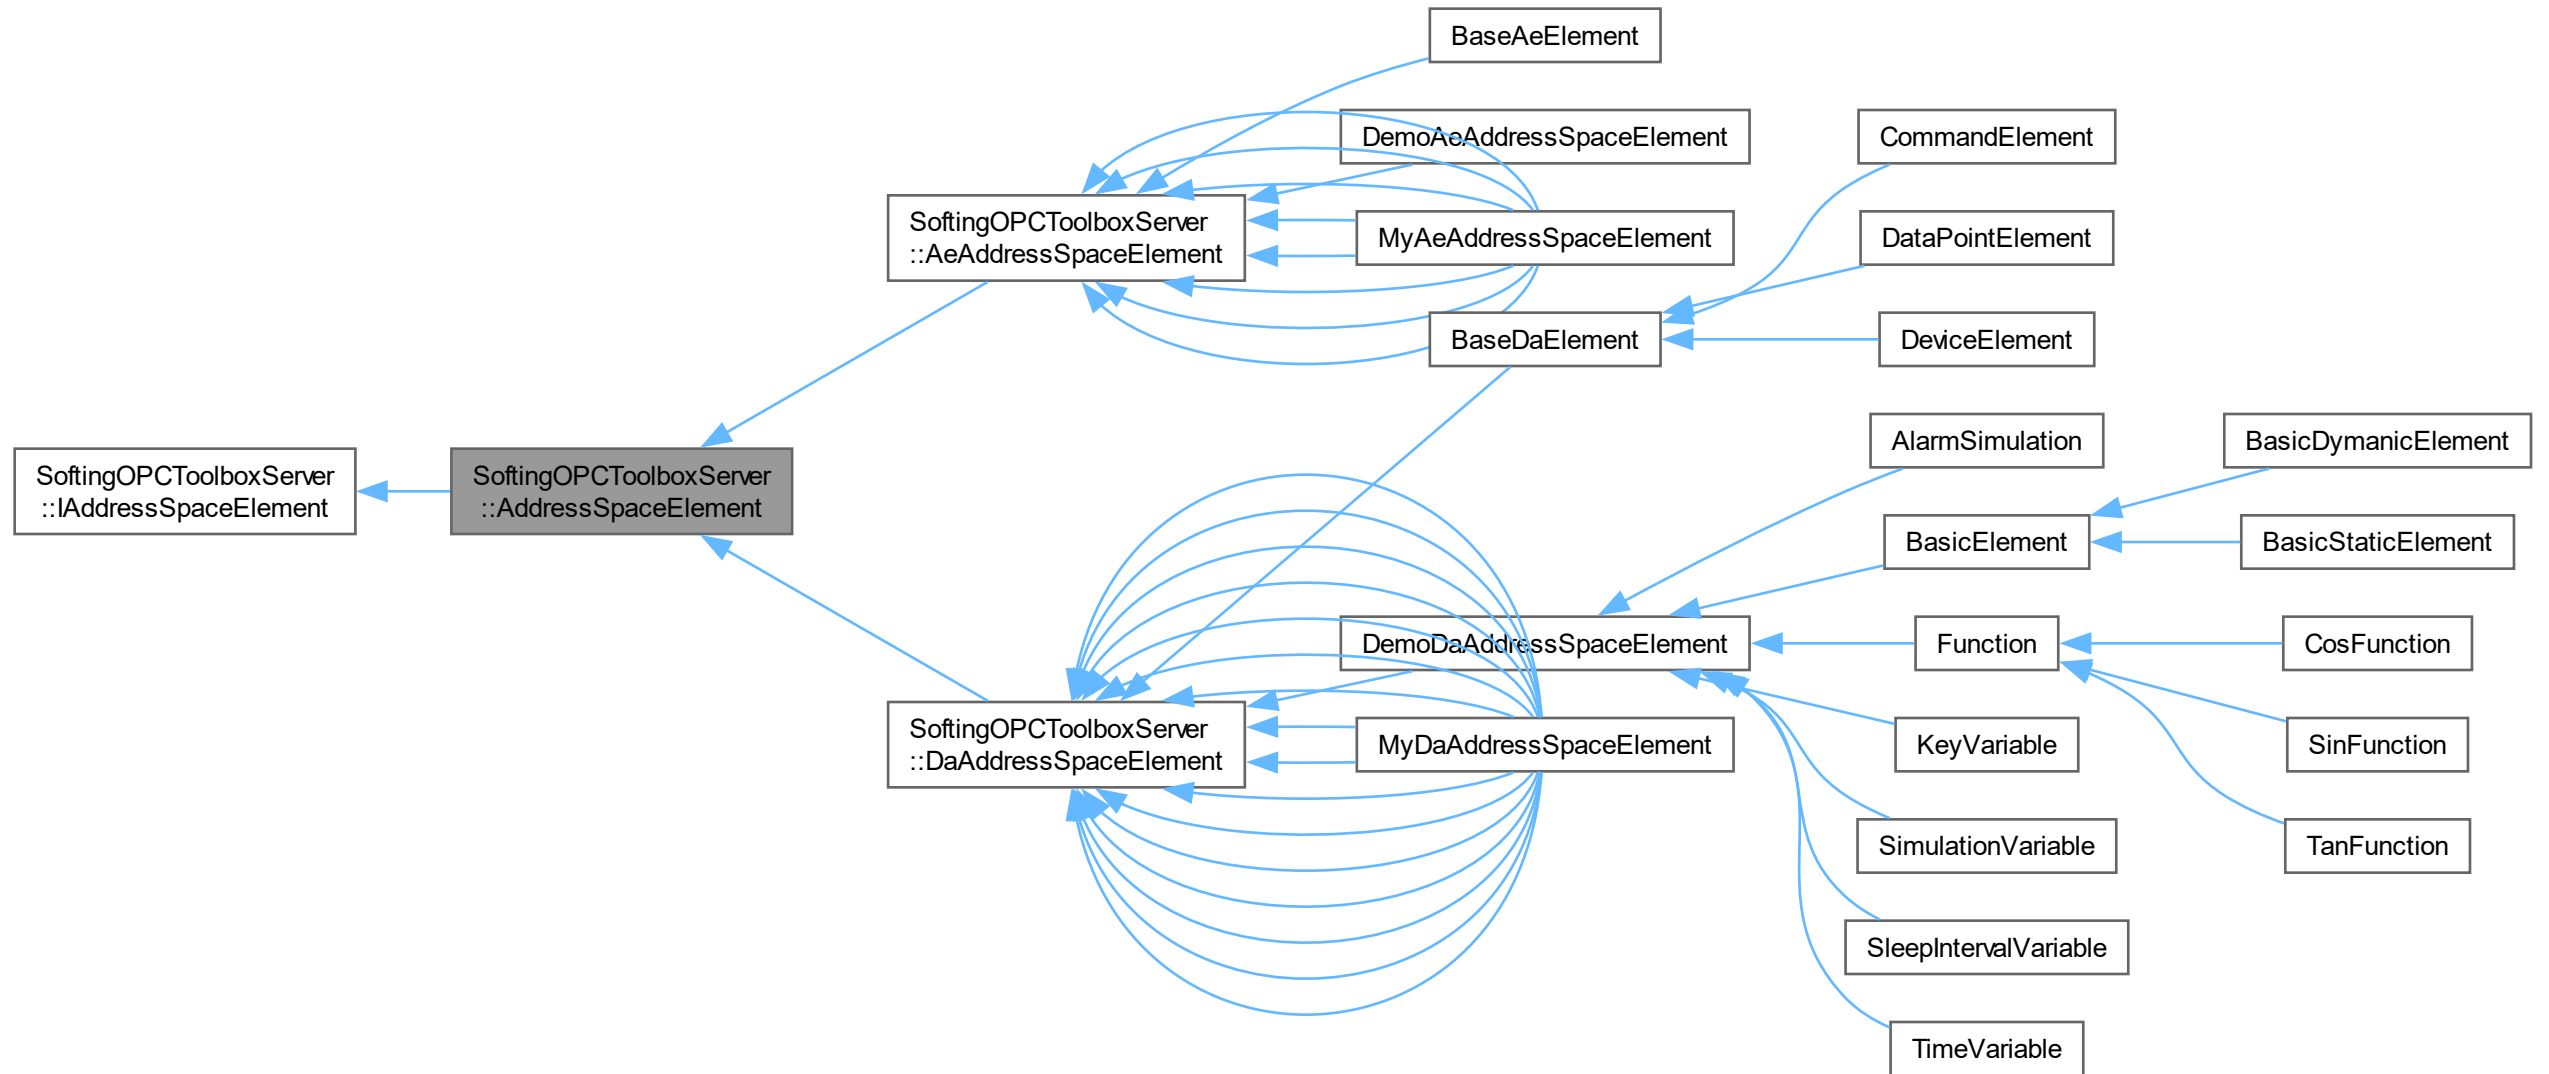 BaseAeElement
DemoAeAddressSpaceElement
CommandElement
SoftingOPCToolboxServer
::AeAddressSpaceElement
MyAeAddressSpaceElement
DataPointElement
BaseDaElement
DeviceElement
AlarmSimulation
BasicDymanicElement
SoftingOPCToolboxServer
::IAddressSpaceElement
SoftingOPCToolboxServer
::AddressSpaceElement
BasicElement
BasicStaticElement
DemoDaAddressSpaceElement
Function
CosFunction
SoftingOPCToolboxServer
::DaAddressSpaceElement
MyDaAddressSpaceElement
KeyVariable
SinFunction
SimulationVariable
TanFunction
SleepIntervalVariable
TimeVariable